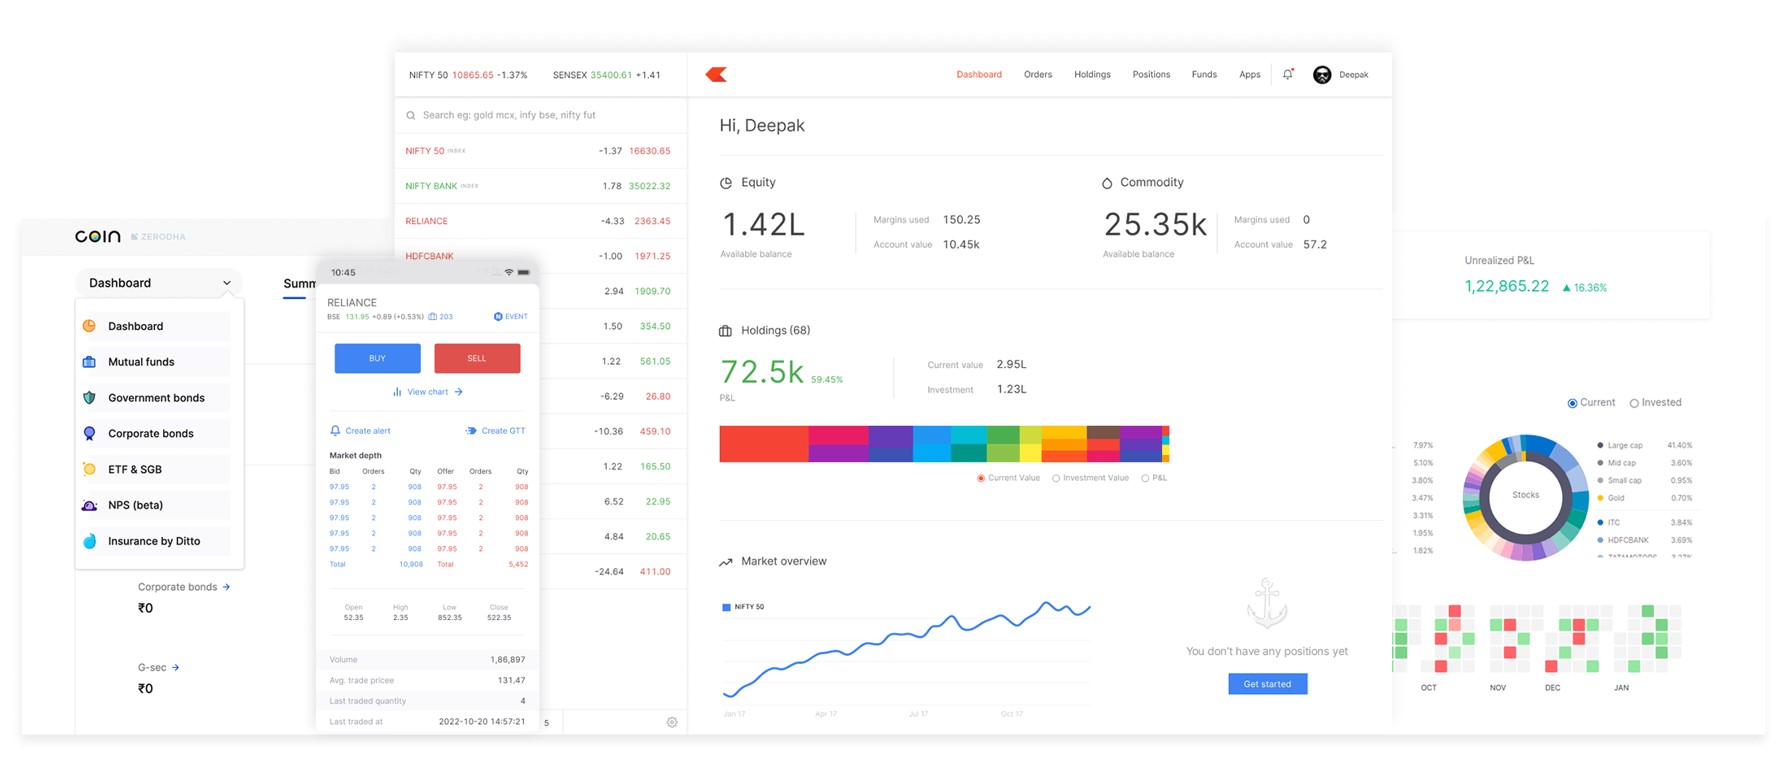 NIFTY 50 10865.65 -1.37% SENSEX 35400.61 +1.41
Dashboard Orders Holdings Positions Funds Apps Deepak
Search eg: gold mcx, infy bse, nifty fut
NIFTY 50 INDEX -1.37 16630.65
NIFTY BANK INDEX 1.78 35022.32
RELIANCE -4.33 2363.45
HDFCBANK -1.00 1971.25
2.94 1909.70
1.50 354.50
1.22 561.05
-6.29 26.80
-10.36 459.10
1.22 165.50
6.52 22.95
4.84 20.65
-24.64 411.00
5
Hi, Deepak
Equity
1.42L
Available balance
Margins used 150.25
Account value 10.45k
Commodity
25.35k
Available balance
Margins used 0
Account value 57.2
Holdings (68)
72.5k 59.45%
P&L
Current value 2.95L
Investment 1.23L
Current Value Investment Value P&L
Market overview
NIFTY 50
Jan 17 Apr 17 Jul 17 Oct 17
You don't have any positions yet
Get started
COIN ZERODHA
Dashboard
Summ
Dashboard
Mutual funds
Government bonds
Corporate bonds
ETF & SGB
NPS (beta)
Insurance by Ditto
Corporate bonds →
₹0
G-sec →
₹0
10:45
RELIANCE
BSE 131.95 +0.89 (+0.53%) 203 EVENT
BUY SELL
View chart →
Create alert Create GTT
Market depth
Bid Orders Qty Offer Orders Qty
97.95 2 908 97.95 2 908
97.95 2 908 97.95 2 908
97.95 2 908 97.95 2 908
97.95 2 908 97.95 2 908
97.95 2 908 97.95 2 908
Total 10,908 Total 5,452
Open High Low Close
52.35 2.35 852.35 522.35
Volume 1,86,897
Avg. trade pricee 131.47
Last traded quantity 4
Last traded at 2022-10-20 14:57:21
Unrealized P&L
1,22,865.22 ▲ 16.36%
Current Invested
7.97%
5.10%
3.80%
3.47%
3.31%
1.95%
1.82%
Stocks
Large cap 41.40%
Mid cap 3.60%
Small cap 0.95%
Gold 0.70%
ITC 3.84%
HDFCBANK 3.69%
OCT NOV DEC JAN